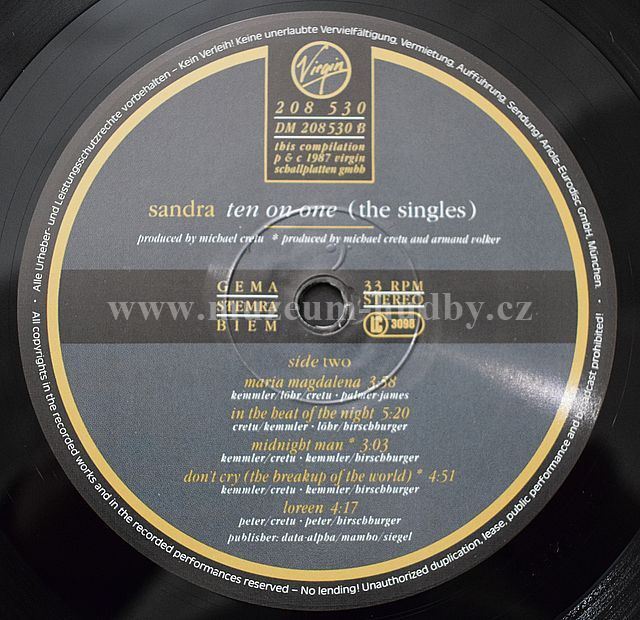 Alle Urheber- und Leistungsschutzrechte vorbehalten – Kein Verleih! Keine unerlaubte Vervielfältigung, Vermietung, Aufführung, Sendung! Ariola-Eurodisc GmbH, München.
Virgin
208 530
DM 208530 B
this compilation
p & c 1987 virgin
schallplatten gmbh
sandra ten on one (the singles)
produced by michael cretu * produced by michael cretu and armand volker
GEMA
STEMRA
BIEM
33 RPM
STEREO
LC 3098
www.museum-hudby.cz
side two
maria magdalena 3:58
kemmler/löhr/cretu · palmer-james
in the heat of the night 5:20
cretu/kemmler · löhr/hirschburger
midnight man * 3:03
kemmler/cretu · kemmler/hirschburger
don't cry (the breakup of the world) * 4:51
kemmler/cretu · kemmler/hirschburger
loreen 4:17
peter/cretu · peter/hirschburger
publisher: data-alpha/mambo/siegel
All copyrights in the recorded works and in the recorded performances reserved – No lending! Unauthorized duplication, lease, public performance and broadcast prohibited!